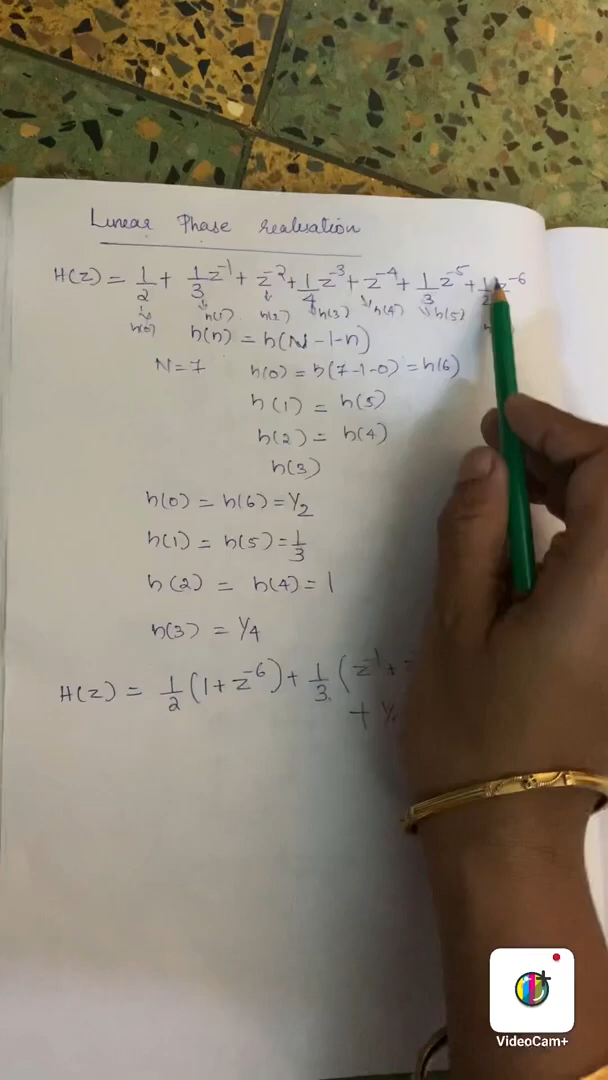 Linear Phase realisation
H(z) = 1/2 + 1/3 z^-1 + z^-2 + 1/4 z^-3 + z^-4 + 1/3 z^-5 + 1/2 z^-6
h(0) h(1) h(2) h(3) h(4) h(5)
h(n) = h(N-1-n)
N=7 h(0) = h(7-1-0) = h(6)
h(1) = h(5)
h(2) = h(4)
h(3)
h(0) = h(6) = 1/2
h(1) = h(5) = 1/3
h(2) = h(4) = 1
h(3) = 1/4
H(z) = 1/2 (1+z^-6) + 1/3 (z^-1 +
+
VideoCam+